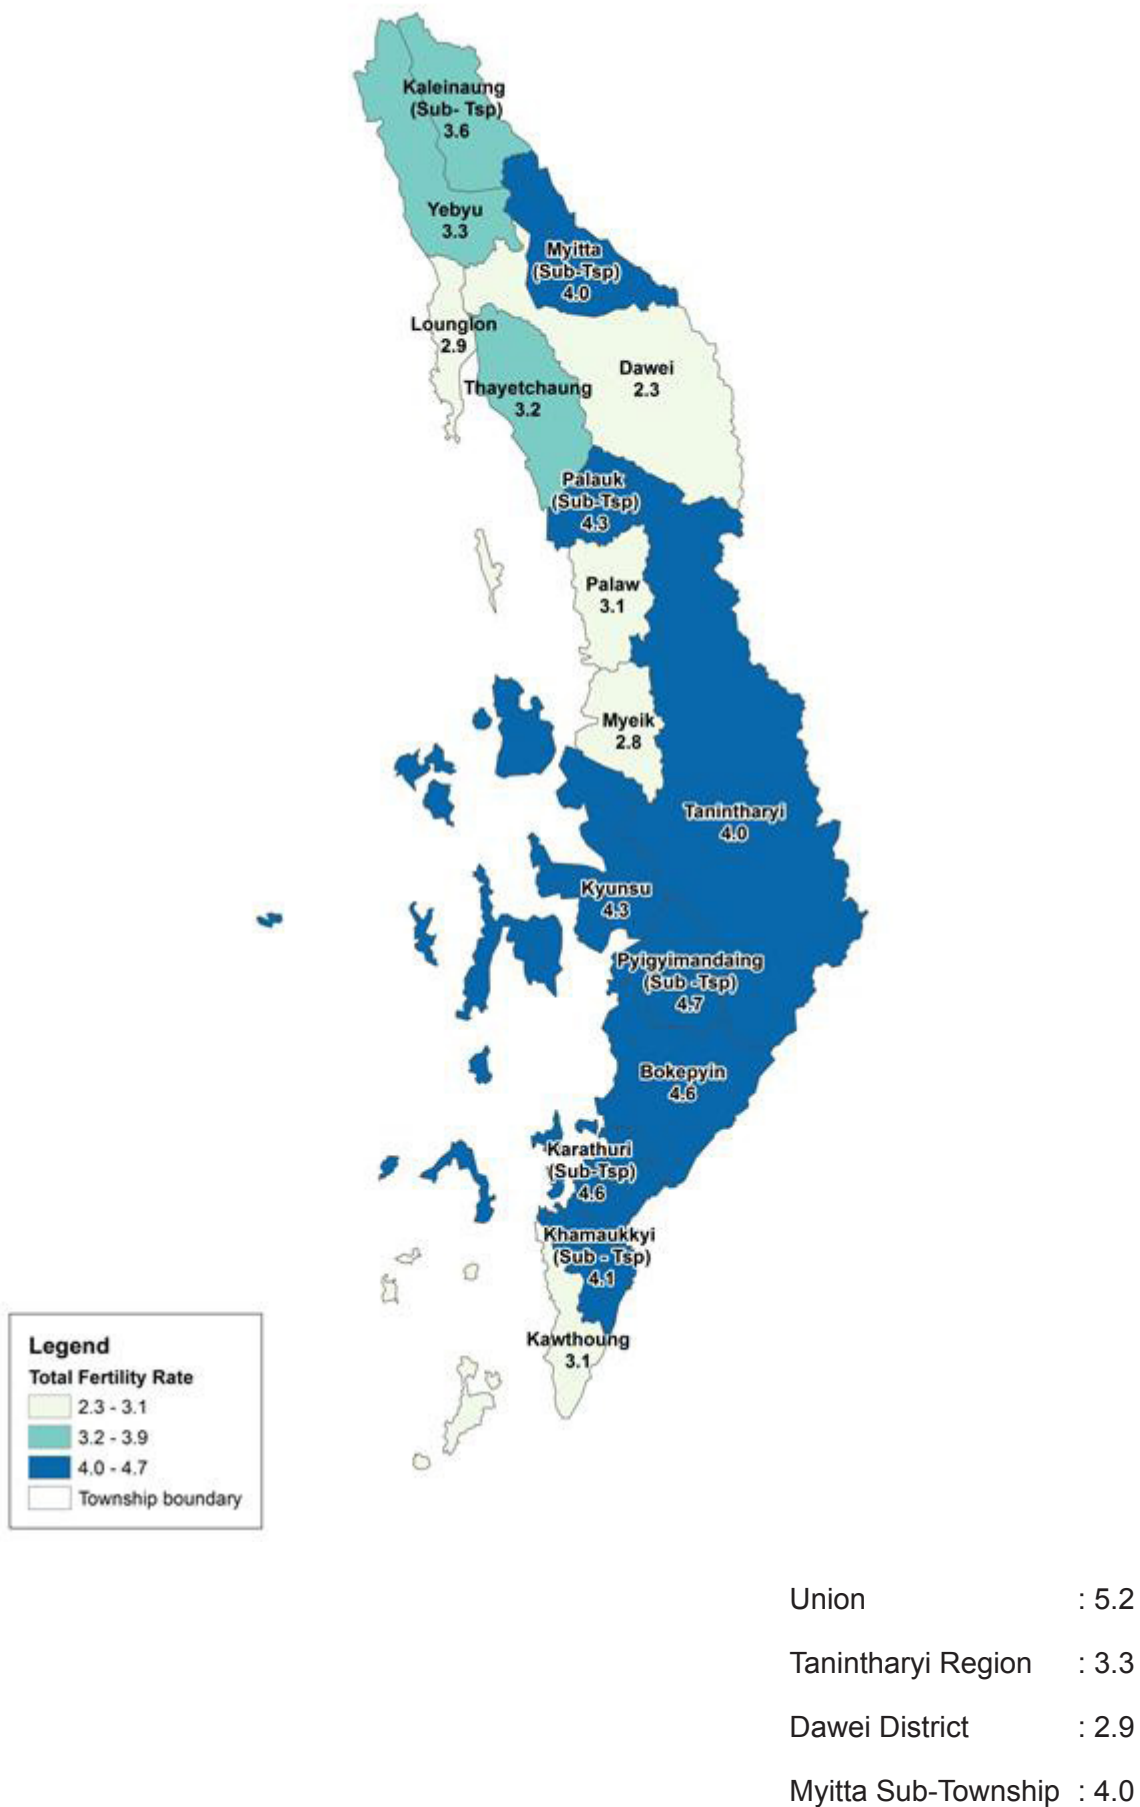 Kaleinaung
(Sub- Tsp)
3.6
Yebyu
3.3
Myitta
(Sub-Tsp)
4.0
Launglon
2.9
Dawei
2.3
Thayetchaung
3.2
Palauk
(Sub-Tsp)
4.3
Palaw
3.1
Myeik
2.8
Tanintharyi
4.0
Kyunsu
4.3
Pyigyimandaing
(Sub -Tsp)
4.7
Bokepyin
4.6
Karathuri
(Sub-Tsp)
4.6
Khamaukkyi
(Sub - Tsp)
4.1
Kawthoung
3.1
Legend
Total Fertility Rate
2.3 - 3.1
3.2 - 3.9
4.0 - 4.7
Township boundary
Union : 5.2
Tanintharyi Region : 3.3
Dawei District : 2.9
Myitta Sub-Township : 4.0